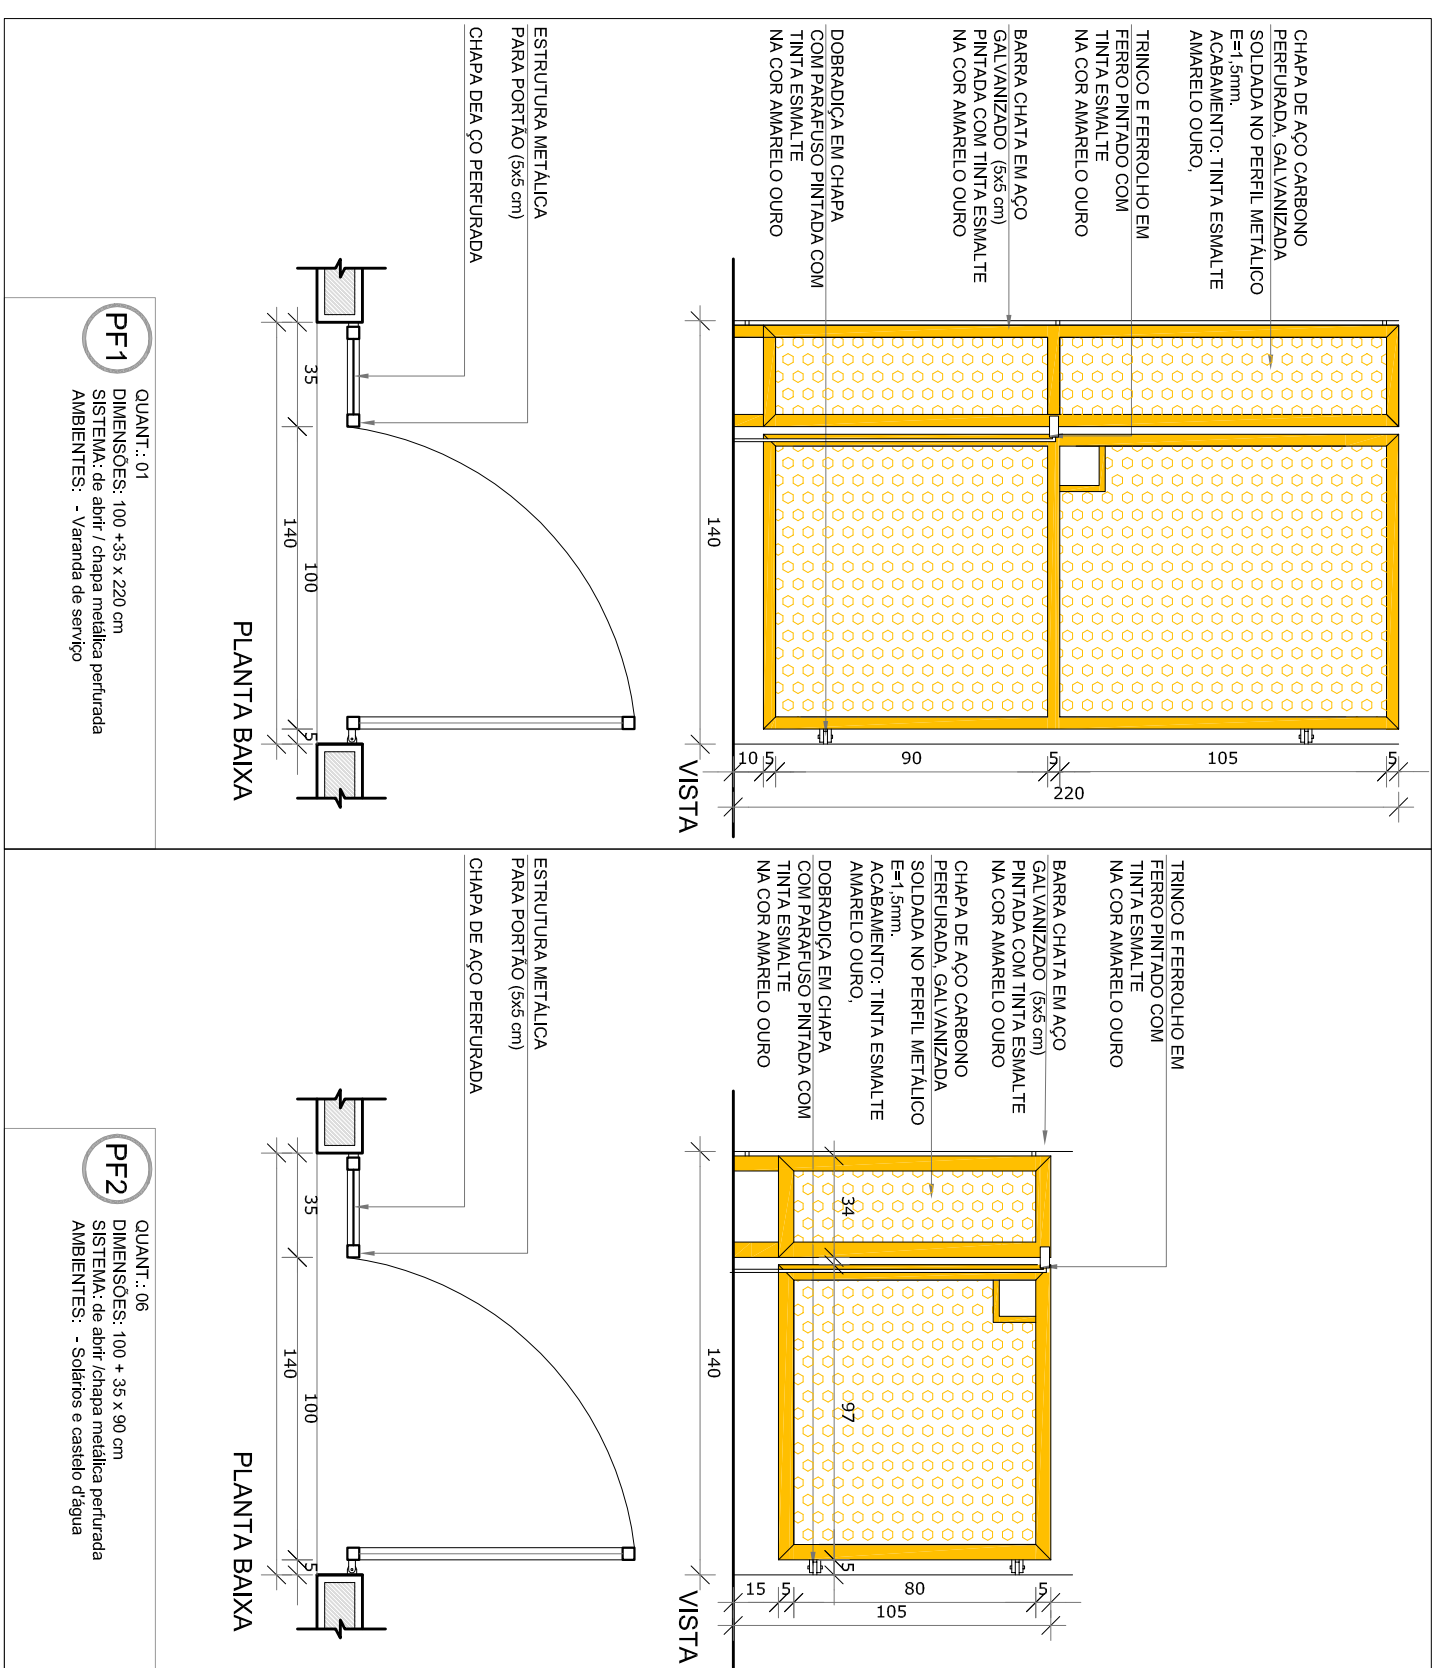 CHAPA DE AÇO CARBONO
PERFURADA, GALVANIZADA
SOLDADA NO PERFIL METÁLICO
E=1,5mm.
ACABAMENTO: TINTA ESMALTE
AMARELO OURO,
TRINCO E FERROLHO EM
FERRO PINTADO COM
TINTA ESMALTE
NA COR AMARELO OURO
BARRA CHATA EM AÇO
GALVANIZADO (5x5 cm)
PINTADA COM TINTA ESMALTE
NA COR AMARELO OURO
DOBRADIÇA EM CHAPA
COM PARAFUSO PINTADA COM
TINTA ESMALTE
NA COR AMARELO OURO
5
105
5
90
5
10
220
140
VISTA
ESTRUTURA METÁLICA
PARA PORTÃO (5x5 cm)
CHAPA DEA ÇO PERFURADA
35
100
5
140
PLANTA BAIXA
PF1
QUANT.: 01
DIMENSÕES: 100 +35 x 220 cm
SISTEMA: de abrir / chapa metálica perfurada
AMBIENTES: - Varanda de serviço
TRINCO E FERROLHO EM
FERRO PINTADO COM
TINTA ESMALTE
NA COR AMARELO OURO
BARRA CHATA EM AÇO
GALVANIZADO (5x5 cm)
PINTADA COM TINTA ESMALTE
NA COR AMARELO OURO
CHAPA DE AÇO CARBONO
PERFURADA, GALVANIZADA
SOLDADA NO PERFIL METÁLICO
E=1,5mm.
ACABAMENTO: TINTA ESMALTE
AMARELO OURO,
DOBRADIÇA EM CHAPA
COM PARAFUSO PINTADA COM
TINTA ESMALTE
NA COR AMARELO OURO
34
97
5
5
80
5
15
105
140
VISTA
ESTRUTURA METÁLICA
PARA PORTÃO (5x5 cm)
CHAPA DE AÇO PERFURADA
35
100
5
140
PLANTA BAIXA
PF2
QUANT.: 06
DIMENSÕES: 100 + 35 x 90 cm
SISTEMA: de abrir /chapa metálica perfurada
AMBIENTES: - Solários e castelo d'água